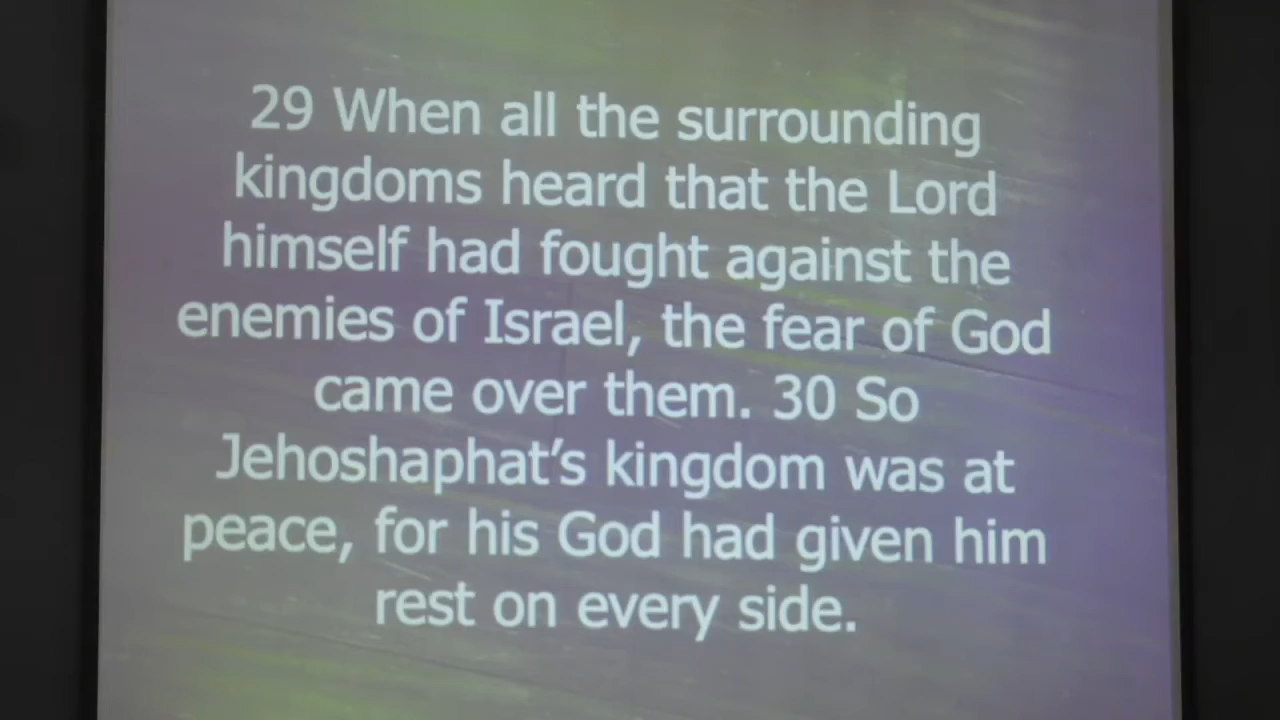 29 When all the surrounding
kingdoms heard that the Lord
himself had fought against the
enemies of Israel, the fear of God
came over them. 30 So
Jehoshaphat’s kingdom was at
peace, for his God had given him
rest on every side.